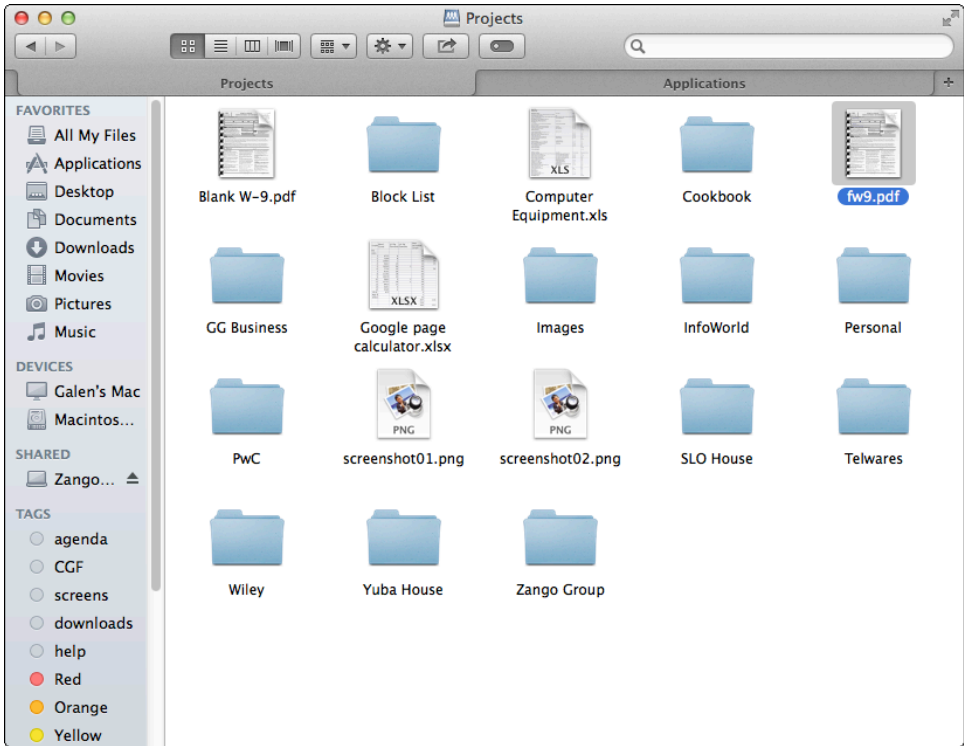 Projects
Projects
Applications
FAVORITES
All My Files
Applications
Desktop
Documents
Downloads
Movies
Pictures
Music
DEVICES
Galen's Mac
Macintos...
SHARED
Zango...
TAGS
agenda
CGF
screens
downloads
help
Red
Orange
Yellow
Blank W-9.pdf
Block List
XLS
Computer
Equipment.xls
Cookbook
fw9.pdf
GG Business
XLSX
Google page
calculator.xlsx
Images
InfoWorld
Personal
PwC
PNG
screenshot01.png
PNG
screenshot02.png
SLO House
Telwares
Wiley
Yuba House
Zango Group